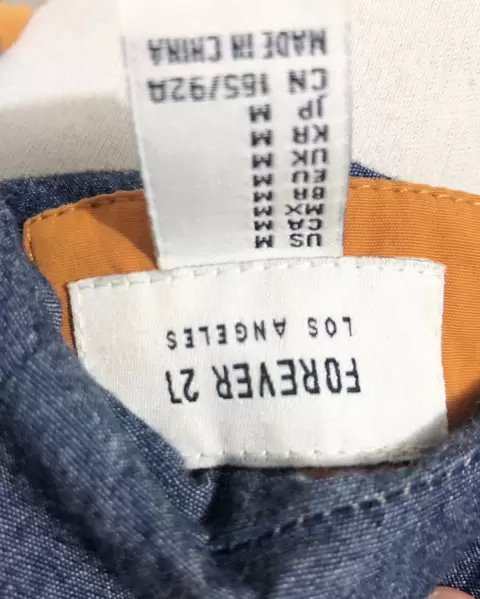 FOREVER 21
LOS ANGELES
US M
CA M
MX M
BR M
EU M
UK M
KR M
JP M
CN 165/92A
MADE IN CHINA